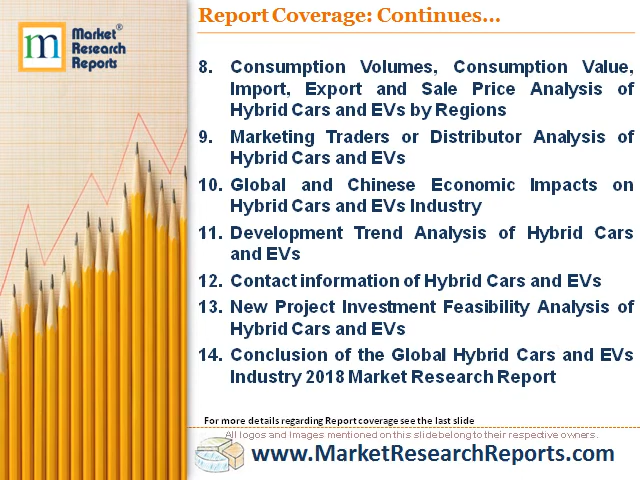 Market®
Research
Reports
m
Report Coverage: Continues...
8. Consumption Volumes, Consumption Value,
Import, Export and Sale Price Analysis of
Hybrid Cars and EVs by Regions
9. Marketing Traders or Distributor Analysis of
Hybrid Cars and EVs
10. Global and Chinese Economic Impacts on
Hybrid Cars and EVs Industry
11. Development Trend Analysis of Hybrid Cars
and EVs
12. Contact information of Hybrid Cars and EVs
13. New Project Investment Feasibility Analysis of
Hybrid Cars and EVs
14. Conclusion of the Global Hybrid Cars and EVs
Industry 2018 Market Research Report
For more details regarding Report coverage see the last slide
All logos and Images mentioned on this slide belong to their respective owners.
www.MarketResearchReports.com